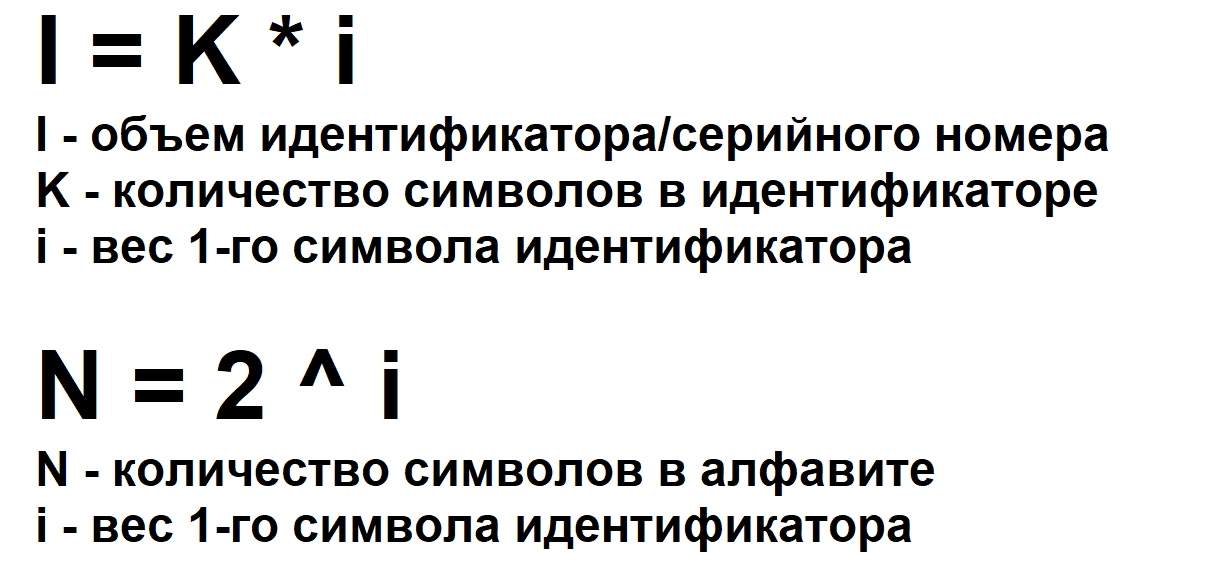 I = K * i
I - объем идентификатора/серийного номера
K - количество символов в идентификаторе
i - вес 1-го символа идентификатора
N = 2 ^ i
N - количество символов в алфавите
i - вес 1-го символа идентификатора